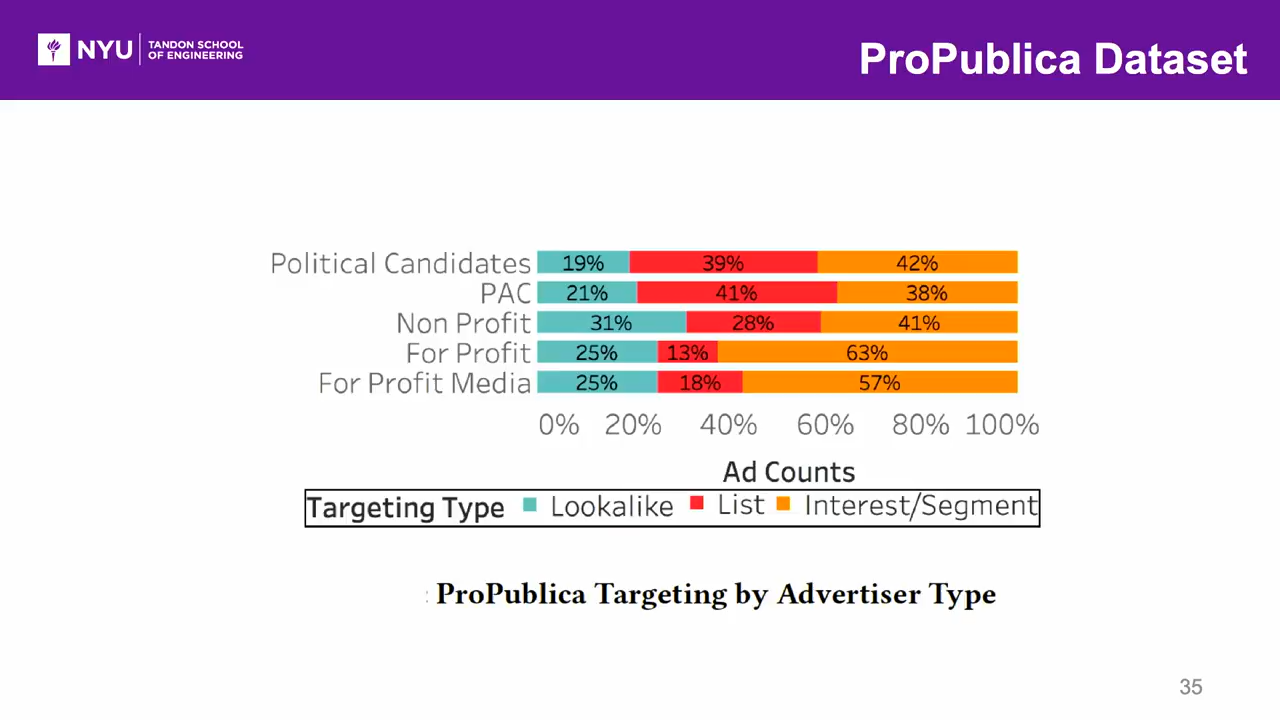 NYU TANDON SCHOOL
OF ENGINEERING
ProPublica Dataset
Political Candidates 19% 39% 42%
PAC 21% 41% 38%
Non Profit 31% 28% 41%
For Profit 25% 13% 63%
For Profit Media 25% 18% 57%
0% 20% 40% 60% 80% 100%
Ad Counts
Targeting Type Lookalike List Interest/Segment
: ProPublica Targeting by Advertiser Type
35